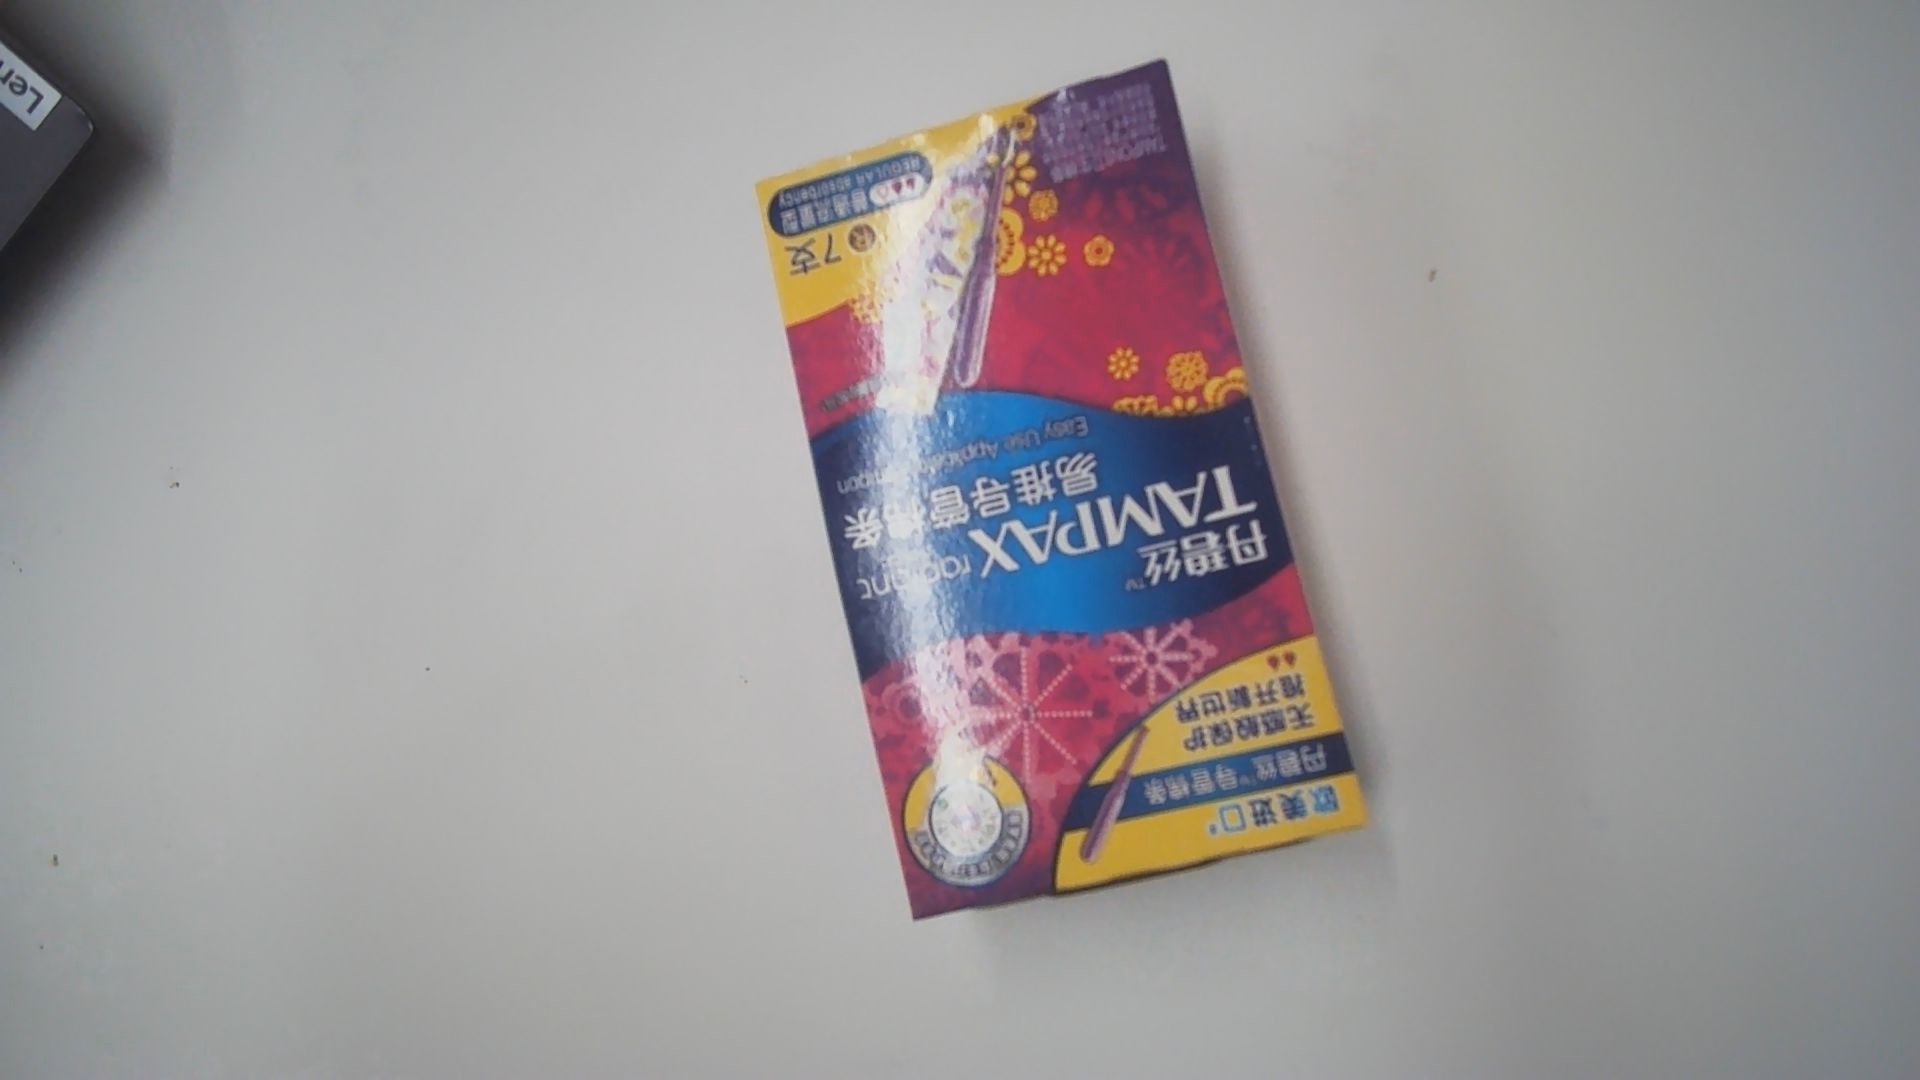 欧美进口*
丹碧丝™导管棉条
无感般保护
推开新世界
丹碧丝™
TAMPAX radiant
易推导管棉条
Easy Use Applicator
7支
普通流量型
REGULAR absorbency
Len